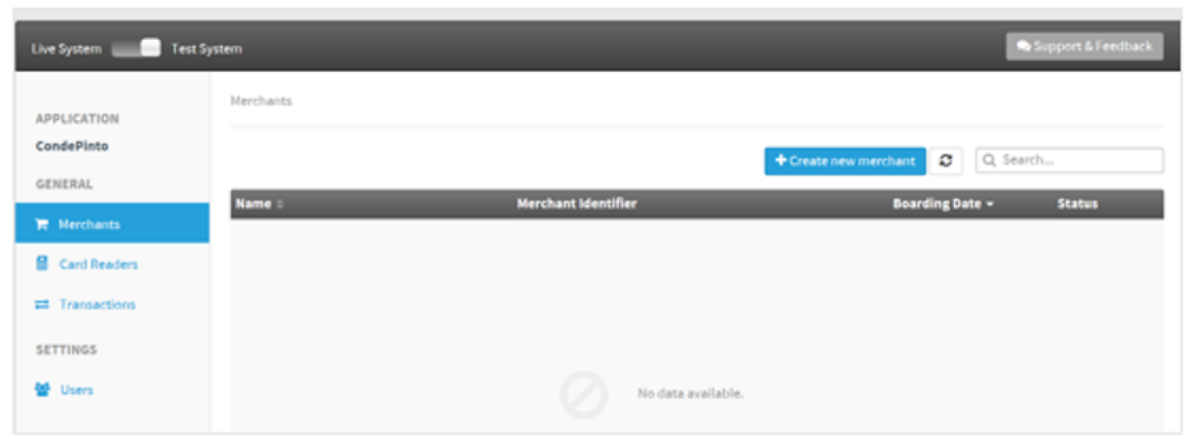 Live System Test System Support & Feedback
APPLICATION
CondePinto
GENERAL
Merchants
Card Readers
Transactions
SETTINGS
Users
Merchants
+ Create new merchant Search...
Name Merchant Identifier Boarding Date Status
No data available.